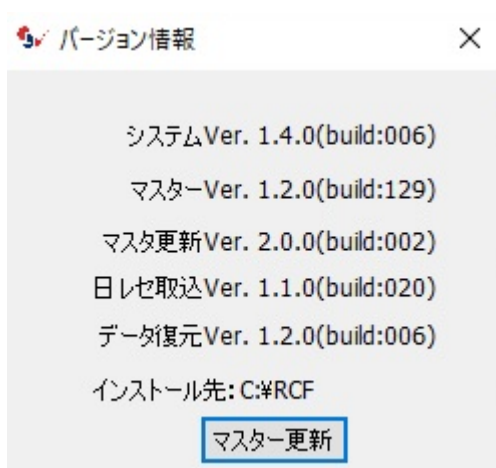 バージョン情報
システムVer. 1.4.0(build:006)
マスターVer. 1.2.0(build:129)
マスタ更新Ver. 2.0.0(build:002)
日レセ取込Ver. 1.1.0(build:020)
データ復元Ver. 1.2.0(build:006)
インストール先: C:¥RCF
マスター更新